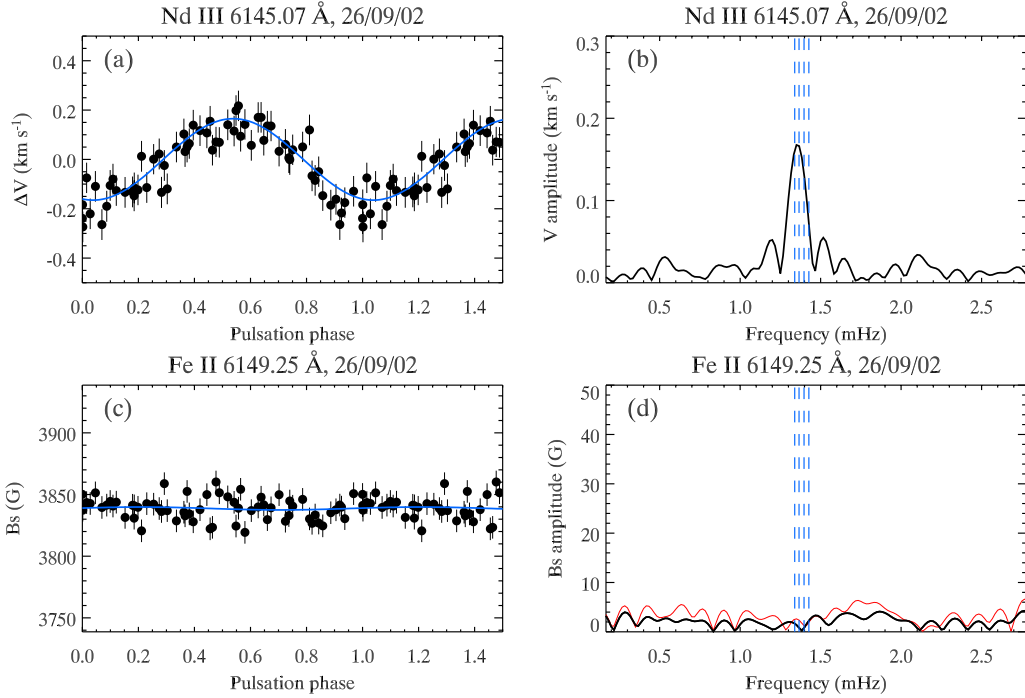 Nd III 6145.07 Å, 26/09/02
(a)
0.4
0.2
0.0
-0.2
-0.4
ΔV (km s⁻¹)
0.0 0.2 0.4 0.6 0.8 1.0 1.2 1.4
Pulsation phase
Nd III 6145.07 Å, 26/09/02
(b)
0.3
0.2
0.1
0.0
V amplitude (km s⁻¹)
0.5 1.0 1.5 2.0 2.5
Frequency (mHz)
Fe II 6149.25 Å, 26/09/02
(c)
3900
3850
3800
3750
Bs (G)
0.0 0.2 0.4 0.6 0.8 1.0 1.2 1.4
Pulsation phase
Fe II 6149.25 Å, 26/09/02
(d)
50
40
30
20
10
0
Bs amplitude (G)
0.5 1.0 1.5 2.0 2.5
Frequency (mHz)